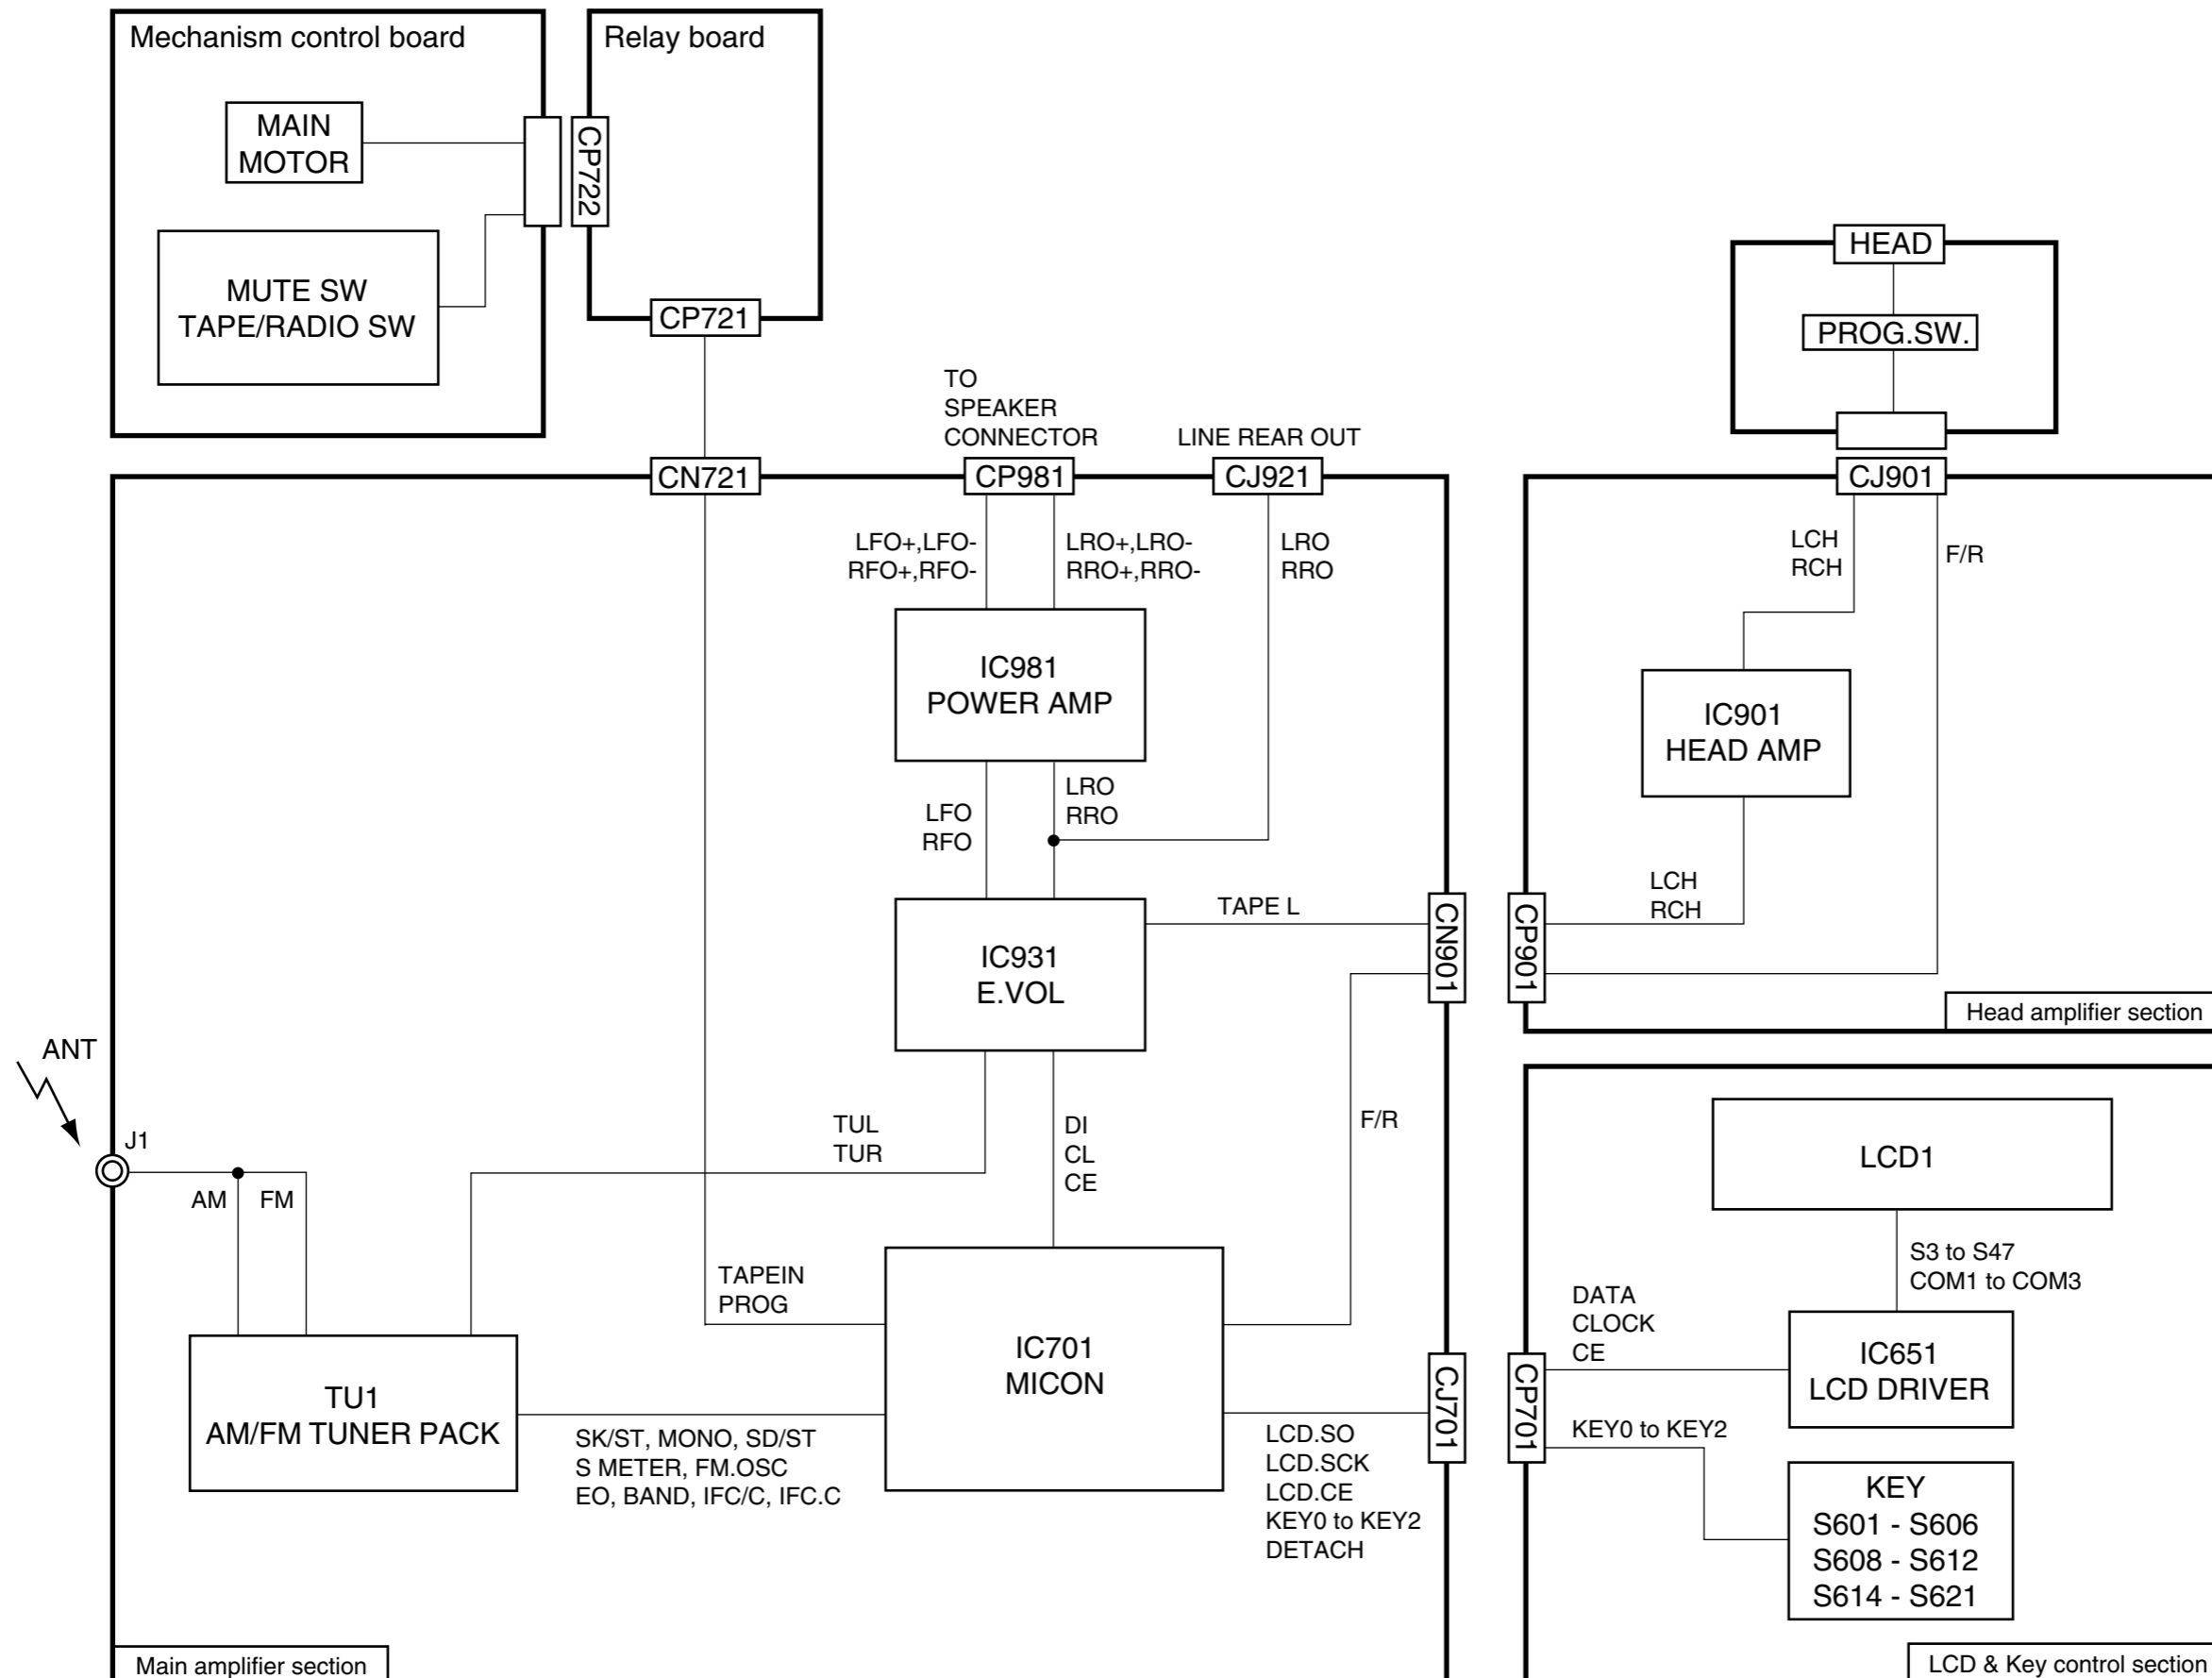 Mechanism control board
MAIN
MOTOR
MUTE SW
TAPE/RADIO SW
Relay board
CP722
CP721
HEAD
PROG.SW.
TO
SPEAKER
CONNECTOR
LINE REAR OUT
CN721
CP981
CJ921
LFO+,LFO-
RFO+,RFO-
LRO+,LRO-
RRO+,RRO-
LRO
RRO
IC981
POWER AMP
LFO
RFO
LRO
RRO
IC931
E.VOL
TAPE L
CN901
ANT
J1
AM
FM
TUL
TUR
DI
CL
CE
F/R
TAPEIN
PROG
TU1
AM/FM TUNER PACK
IC701
MICON
SK/ST, MONO, SD/ST
S METER, FM.OSC
EO, BAND, IFC/C, IFC.C
LCD.SO
LCD.SCK
LCD.CE
KEY0 to KEY2
DETACH
CJ701
Main amplifier section
CJ901
LCH
RCH
F/R
IC901
HEAD AMP
LCH
RCH
CP901
Head amplifier section
LCD1
S3 to S47
COM1 to COM3
DATA
CLOCK
CE
IC651
LCD DRIVER
CP701
KEY0 to KEY2
KEY
S601 - S606
S608 - S612
S614 - S621
LCD & Key control section